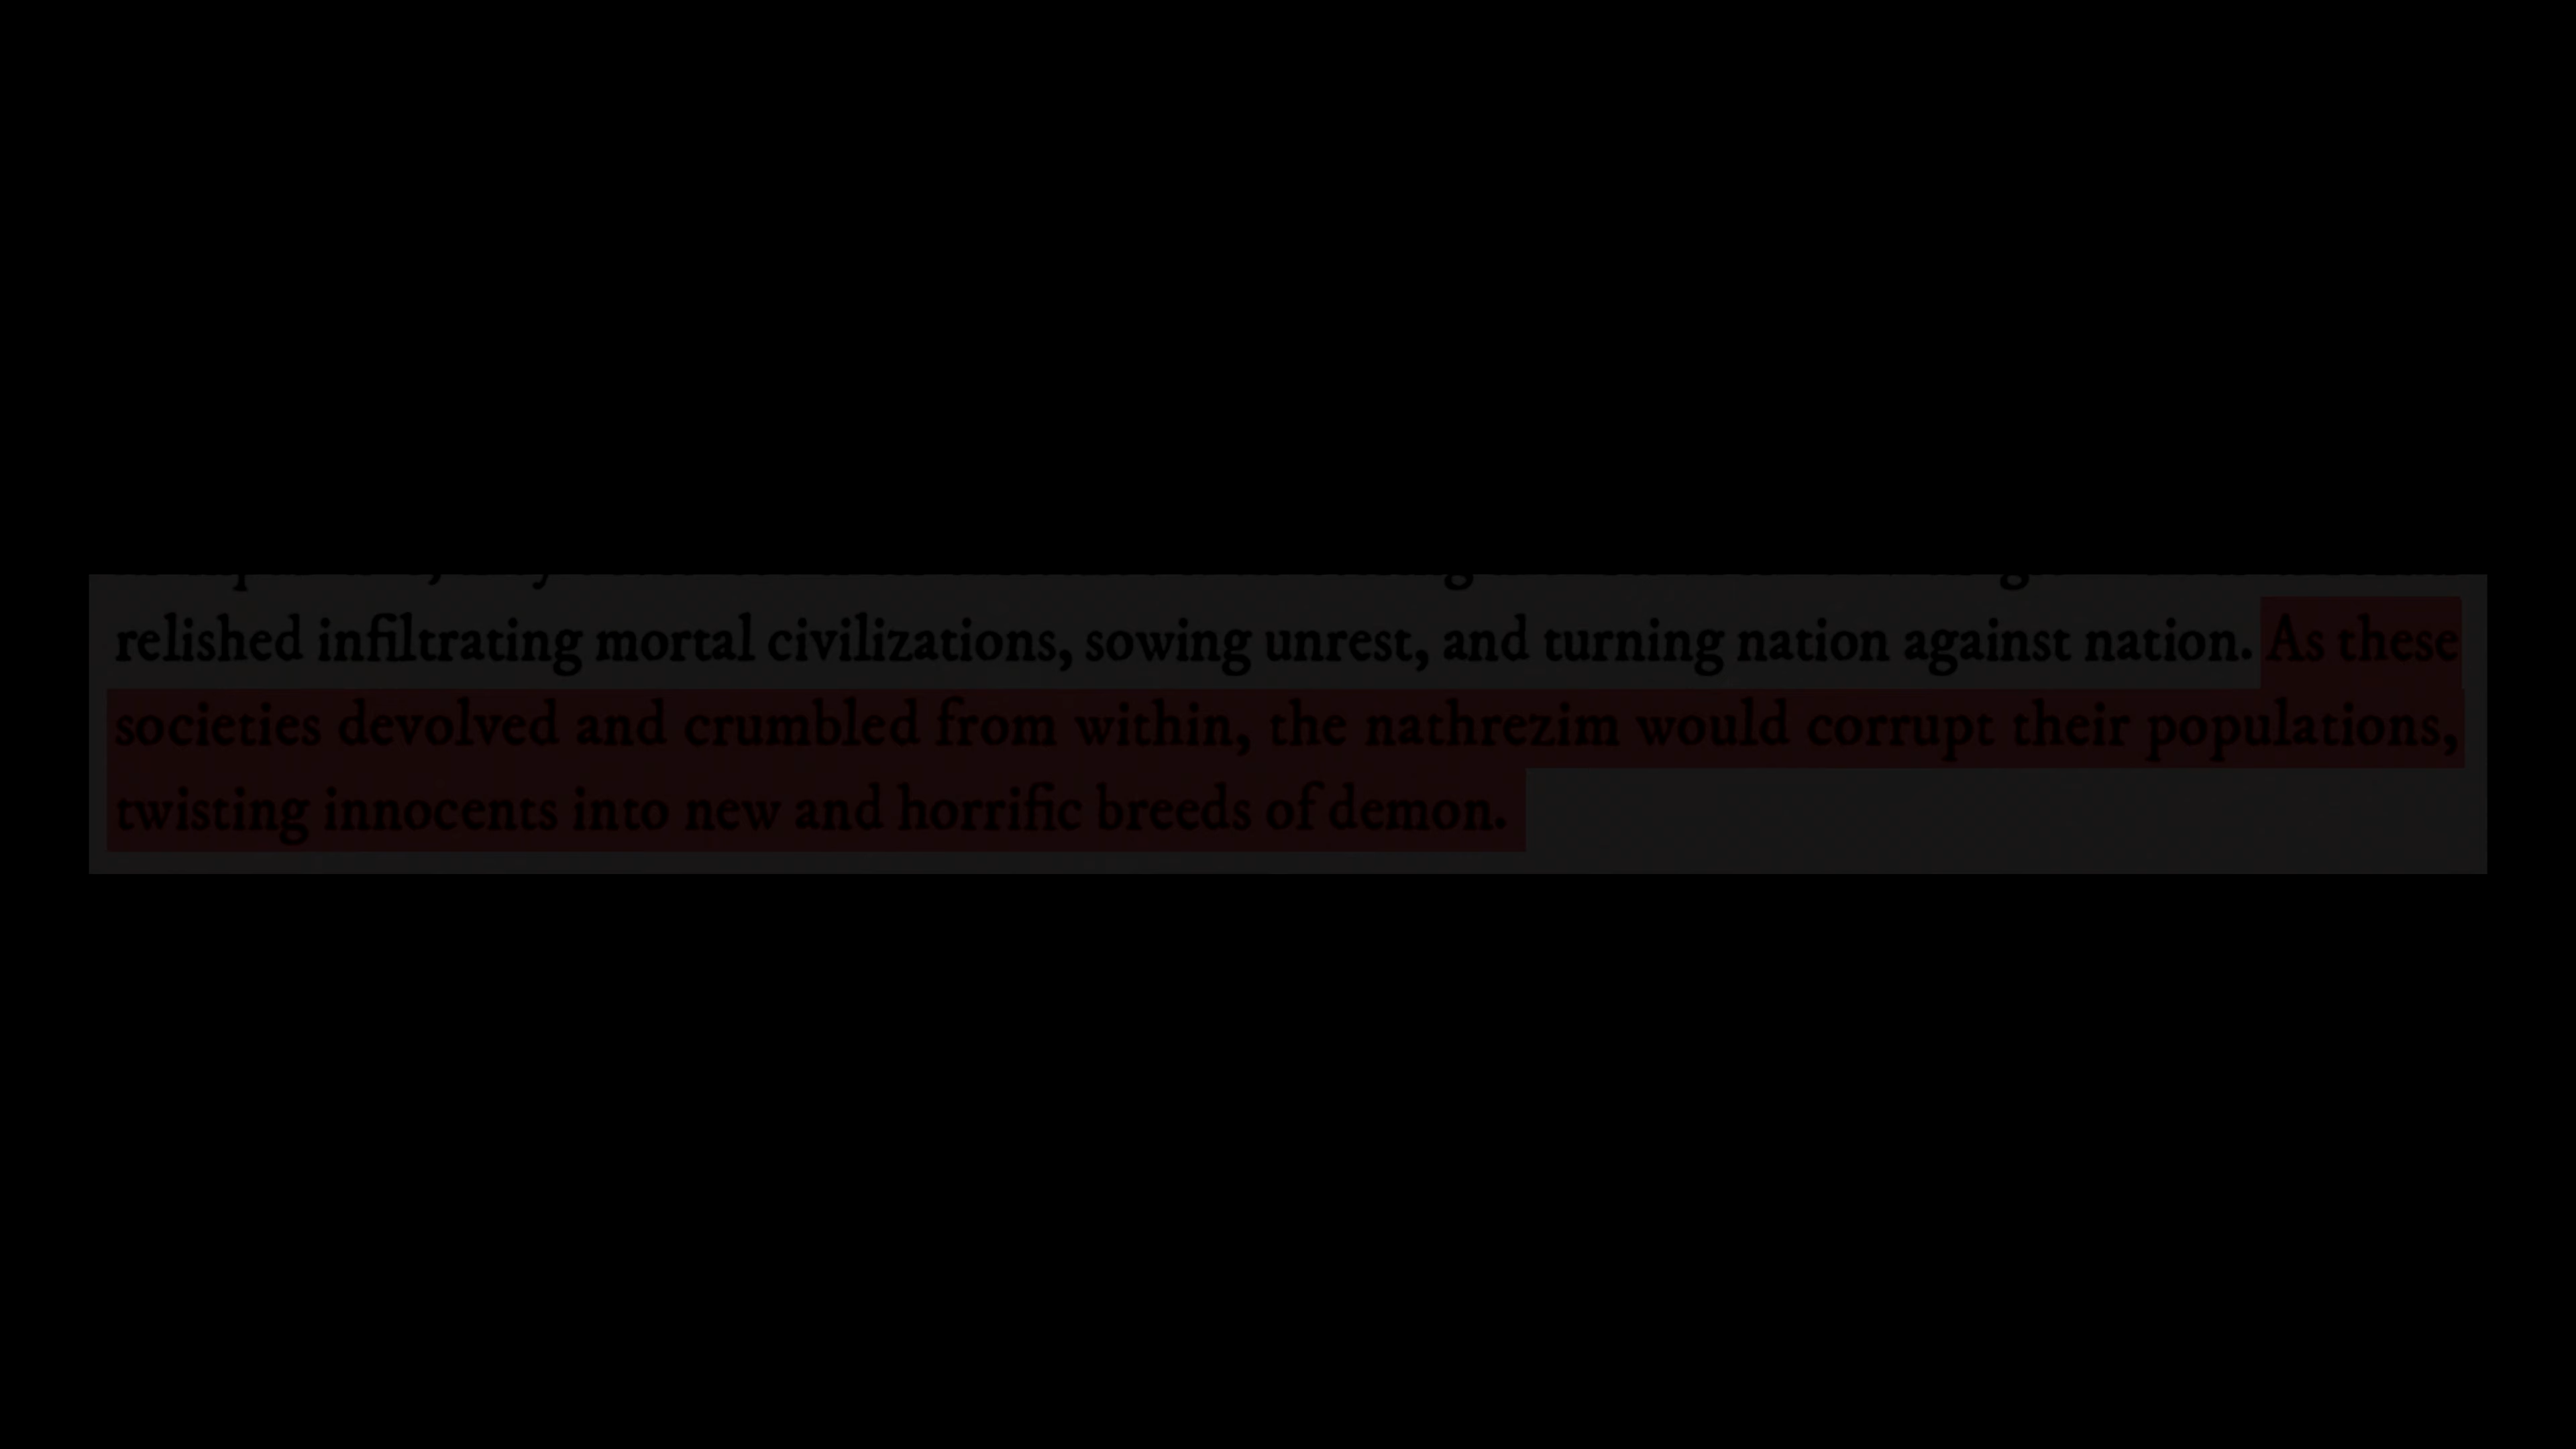 relished infiltrating mortal civilizations, sowing unrest, and turning nation against nation. As these
societies devolved and crumbled from within, the nathrezim would corrupt their populations,
twisting innocents into new and horrific breeds of demon.